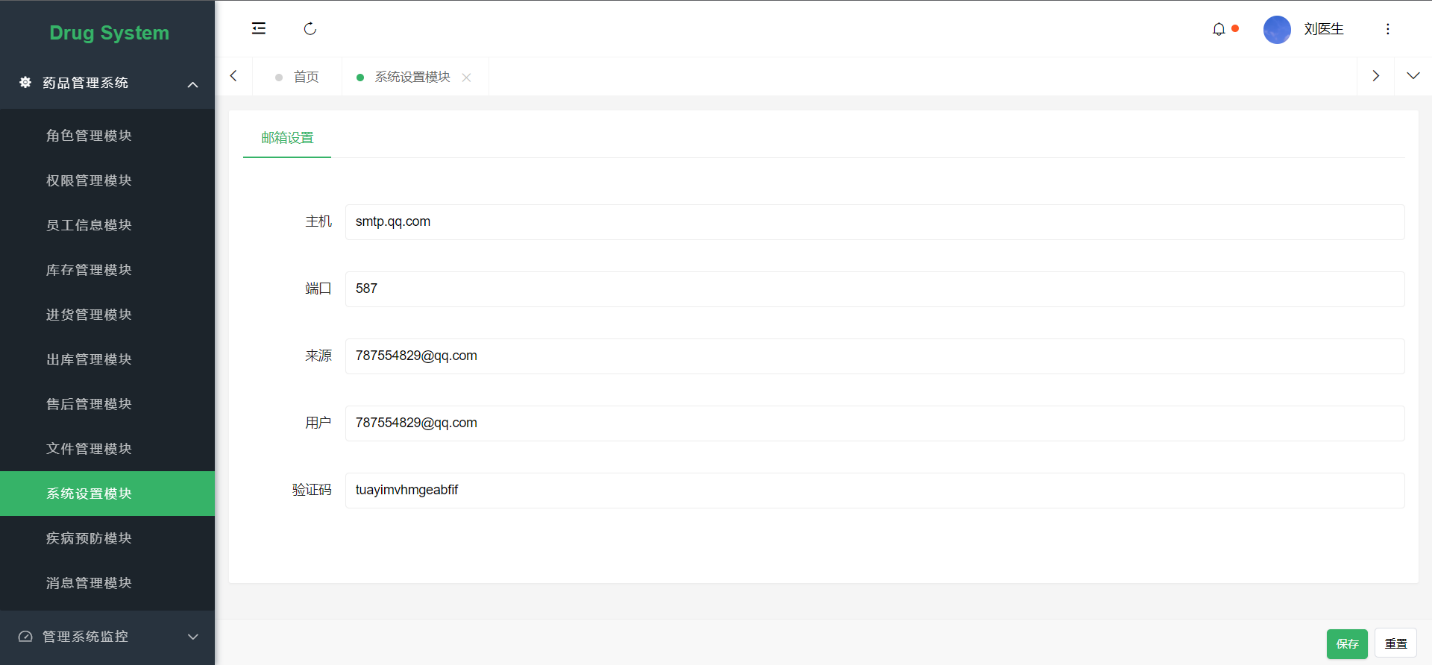 Drug System
药品管理系统
角色管理模块
权限管理模块
员工信息模块
库存管理模块
进货管理模块
出库管理模块
售后管理模块
文件管理模块
系统设置模块
疾病预防模块
消息管理模块
管理系统监控
刘医生
首页
系统设置模块
邮箱设置
主机 smtp.qq.com
端口 587
来源 787554829@qq.com
用户 787554829@qq.com
验证码 tuayimvhmgeabfif
保存 重置